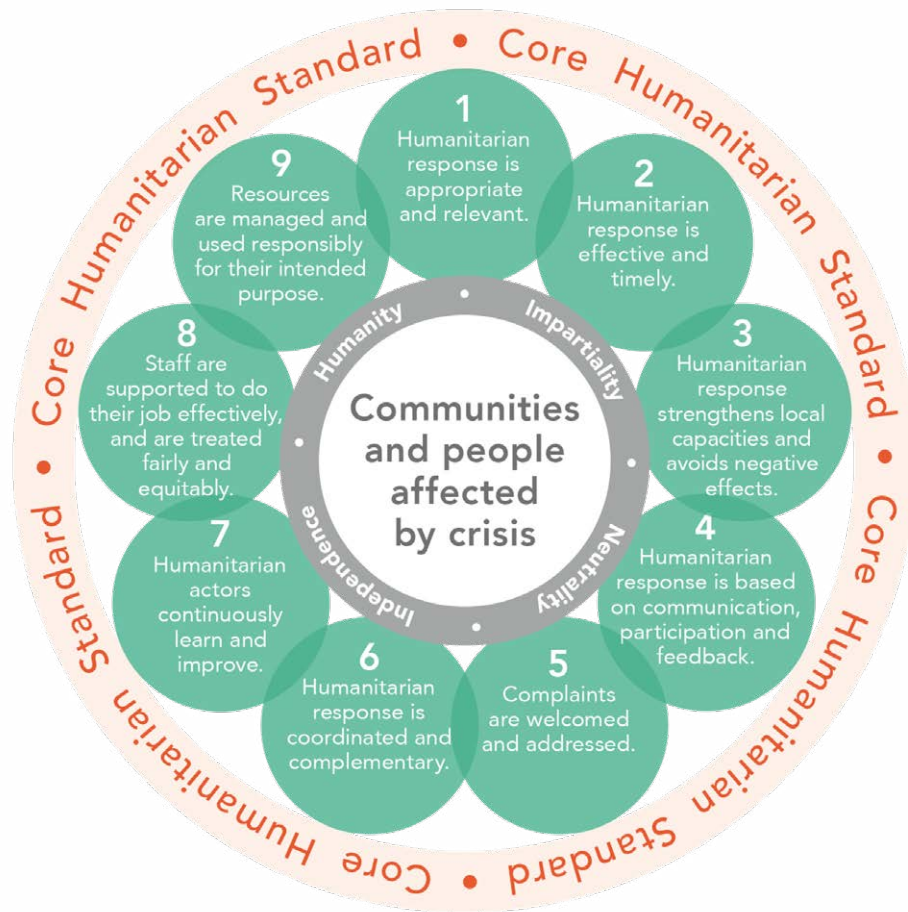 Core Humanitarian Standard • Core Humanitarian Standard • Core Humanitarian Standard • Core Humanitarian Standard •
1
Humanitarian
response is
appropriate
and relevant.
2
Humanitarian
response is
effective and
timely.
3
Humanitarian
response
strengthens local
capacities and
avoids negative
effects.
4
Humanitarian
response is based
on communication,
participation and
feedback.
5
Complaints
are welcomed
and addressed.
6
Humanitarian
response is
coordinated and
complementary.
7
Humanitarian
actors
continuously
learn and
improve.
8
Staff are
supported to do
their job effectively,
and are treated
fairly and
equitably.
9
Resources
are managed and
used responsibly
for their intended
purpose.
Humanity • Impartiality • Neutrality • Independence •
Communities
and people
affected
by crisis